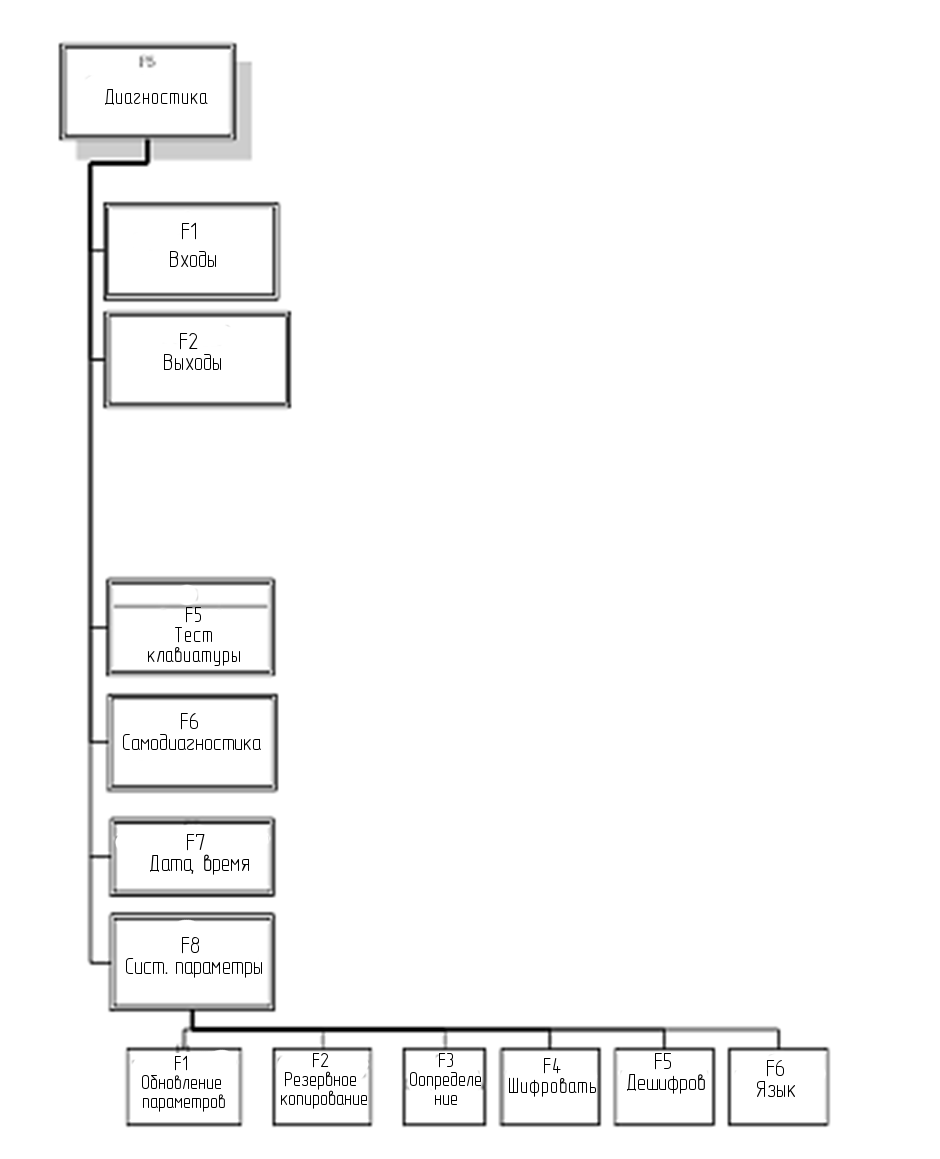 F5
Диагностика
F1
Входы
F2
Выходы
F5
Тест
клавиатуры
F6
Самодиагностика
F7
Дата, время
F8
Сист. параметры
F1
Обновление
параметров
F2
Резервное
копирование
F3
Оопределе
ние
F4
Шифровать
F5
Дешифров
F6
Язык